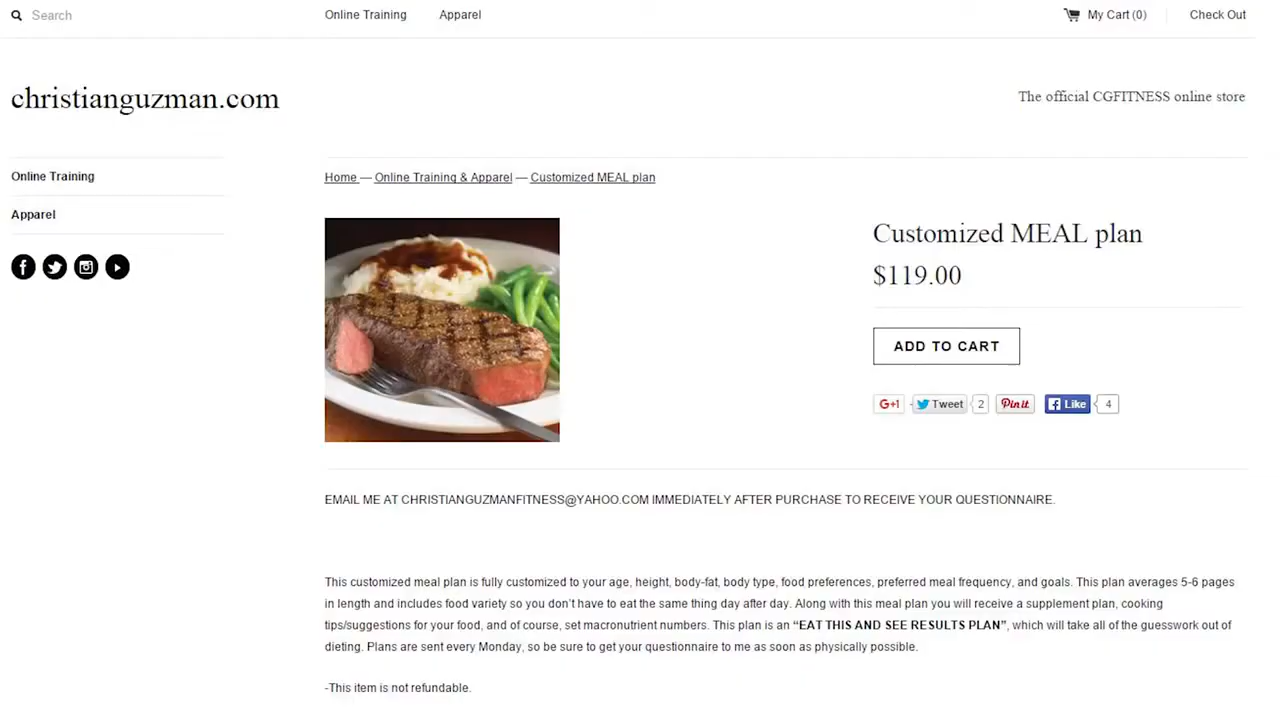 Search
Online Training
Apparel
My Cart (0)
Check Out
christianguzman.com
The official CGFITNESS online store
Online Training
Apparel
Home — Online Training & Apparel — Customized MEAL plan
Customized MEAL plan
$119.00
ADD TO CART
G+1
Tweet 2
Pin it
Like 4
EMAIL ME AT CHRISTIANGUZMANFITNESS@YAHOO.COM IMMEDIATELY AFTER PURCHASE TO RECEIVE YOUR QUESTIONNAIRE.
This customized meal plan is fully customized to your age, height, body-fat, body type, food preferences, preferred meal frequency, and goals. This plan averages 5-6 pages
in length and includes food variety so you don't have to eat the same thing day after day. Along with this meal plan you will receive a supplement plan, cooking
tips/suggestions for your food, and of course, set macronutrient numbers. This plan is an “EAT THIS AND SEE RESULTS PLAN”, which will take all of the guesswork out of
dieting. Plans are sent every Monday, so be sure to get your questionnaire to me as soon as physically possible.
-This item is not refundable.